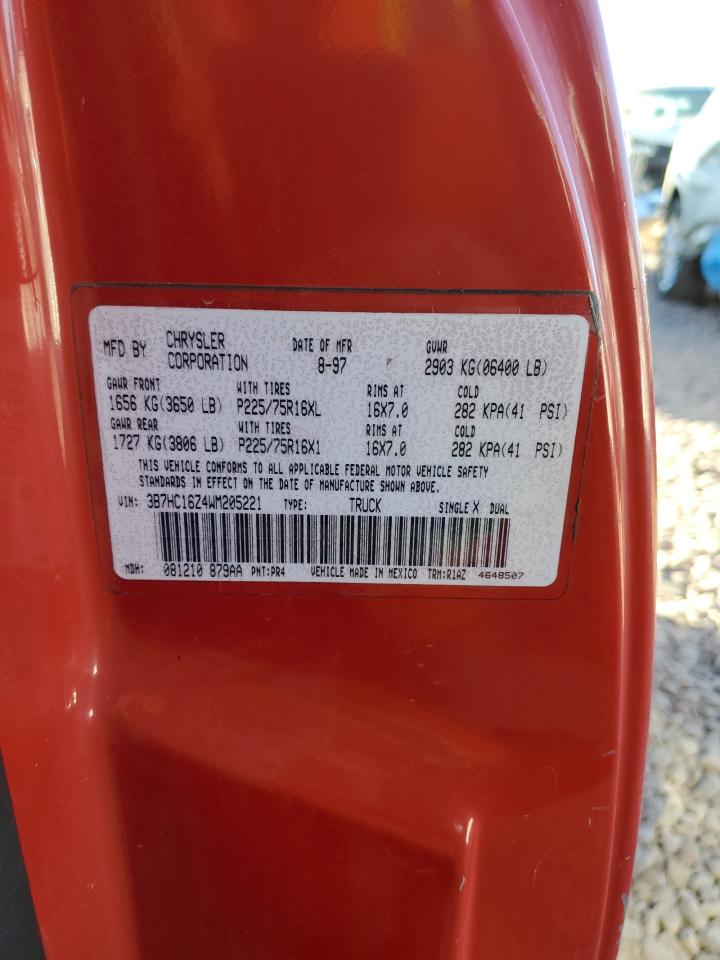 MFD BY CHRYSLER CORPORATION DATE OF MFR 8-97 GVWR 2903 KG(06400 LB)
GAWR FRONT WITH TIRES RIMS AT COLD
1656 KG(3650 LB) P225/75R16XL 16X7.0 282 KPA(41 PSI)
GAWR REAR WITH TIRES RIMS AT COLD
1727 KG(3806 LB) P225/75R16X1 16X7.0 282 KPA(41 PSI)
THIS VEHICLE CONFORMS TO ALL APPLICABLE FEDERAL MOTOR VEHICLE SAFETY
STANDARDS IN EFFECT ON THE DATE OF MANUFACTURE SHOWN ABOVE.
VIN: 3B7HC16Z4WM205221 TYPE: TRUCK SINGLE X DUAL
MDH: 081210 879AA PNT:PR4 VEHICLE MADE IN MEXICO TRM:R1AZ 4648507